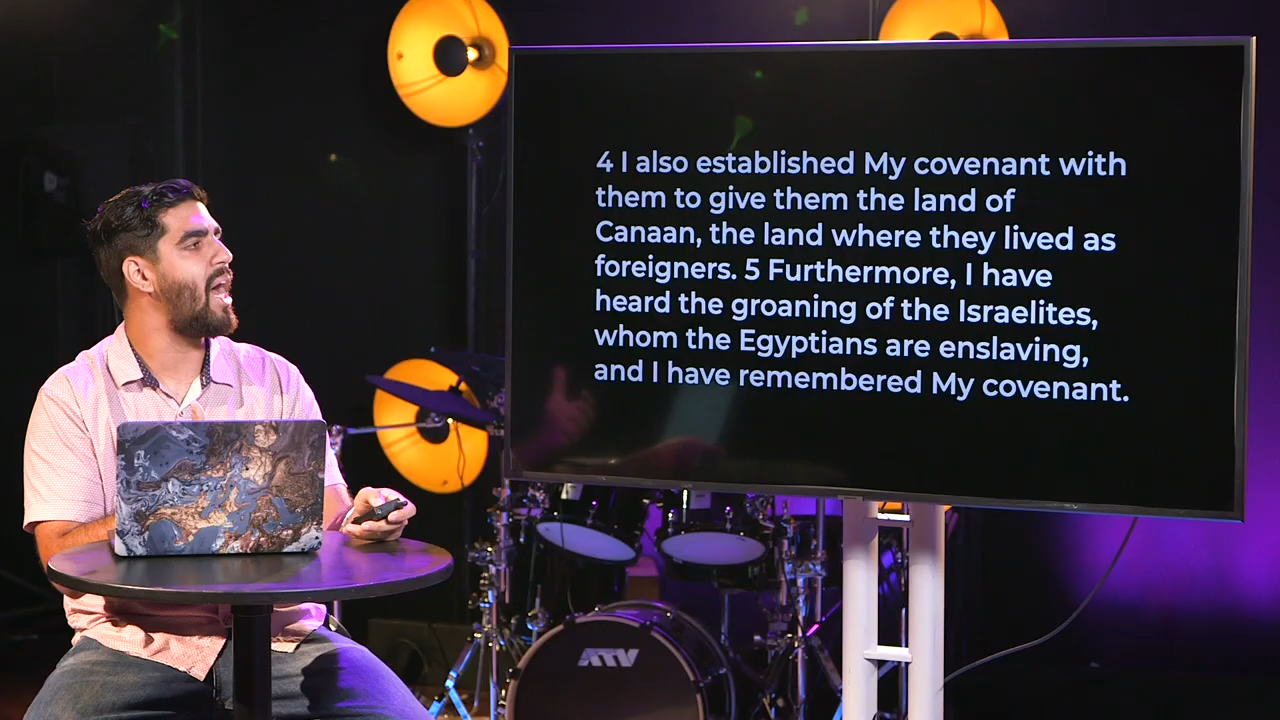 4 I also established My covenant with
them to give them the land of
Canaan, the land where they lived as
foreigners. 5 Furthermore, I have
heard the groaning of the Israelites,
whom the Egyptians are enslaving,
and I have remembered My covenant.
ATV